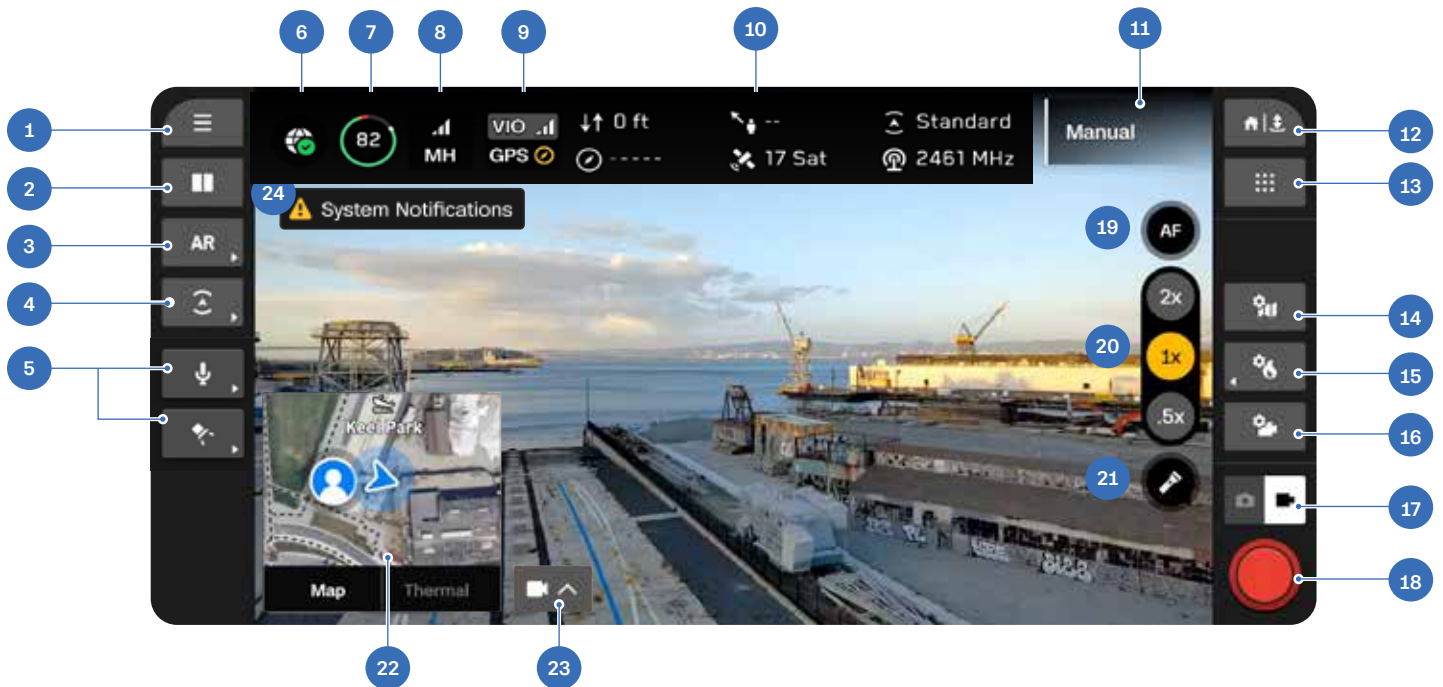 6
7
8
9
10
11
1
2
3
4
5
82
MH
VIO
GPS
0 ft
-----
--
17 Sat
Standard
2461 MHz
Manual
12
13
14
15
16
17
18
24
System Notifications
AR
19
AF
20
2x
1x
.5x
21
Keel Park
Map
Thermal
22
23